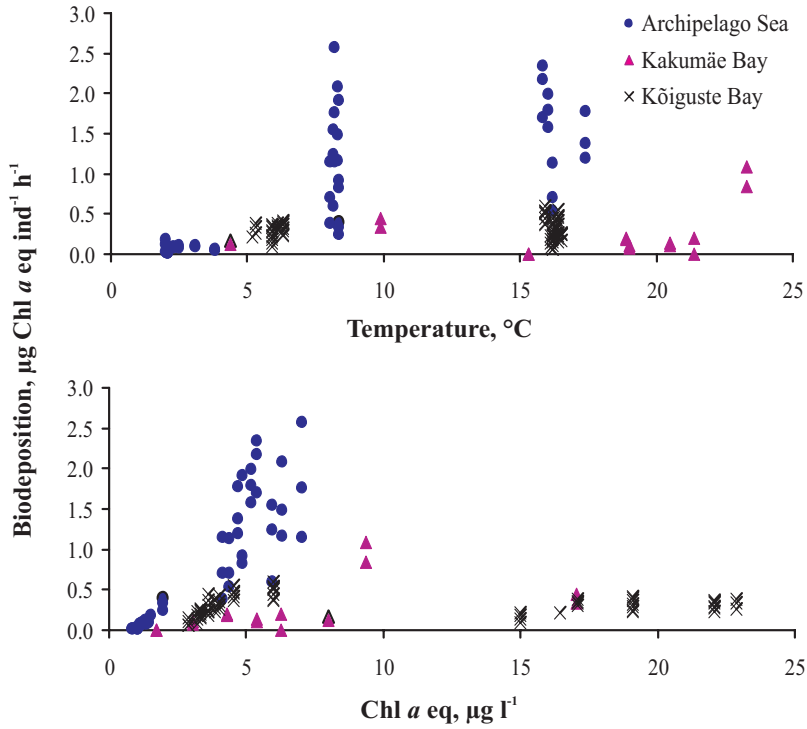 3.0
2.5
2.0
1.5
1.0
0.5
0.0
Archipelago Sea
Kakumäe Bay
Kõiguste Bay
0 5 10 15 20 25
Temperature, °C
Biodeposition, µg Chl a eq ind⁻¹ h⁻¹
3.0
2.5
2.0
1.5
1.0
0.5
0.0
0 5 10 15 20 25
Chl a eq, µg l⁻¹